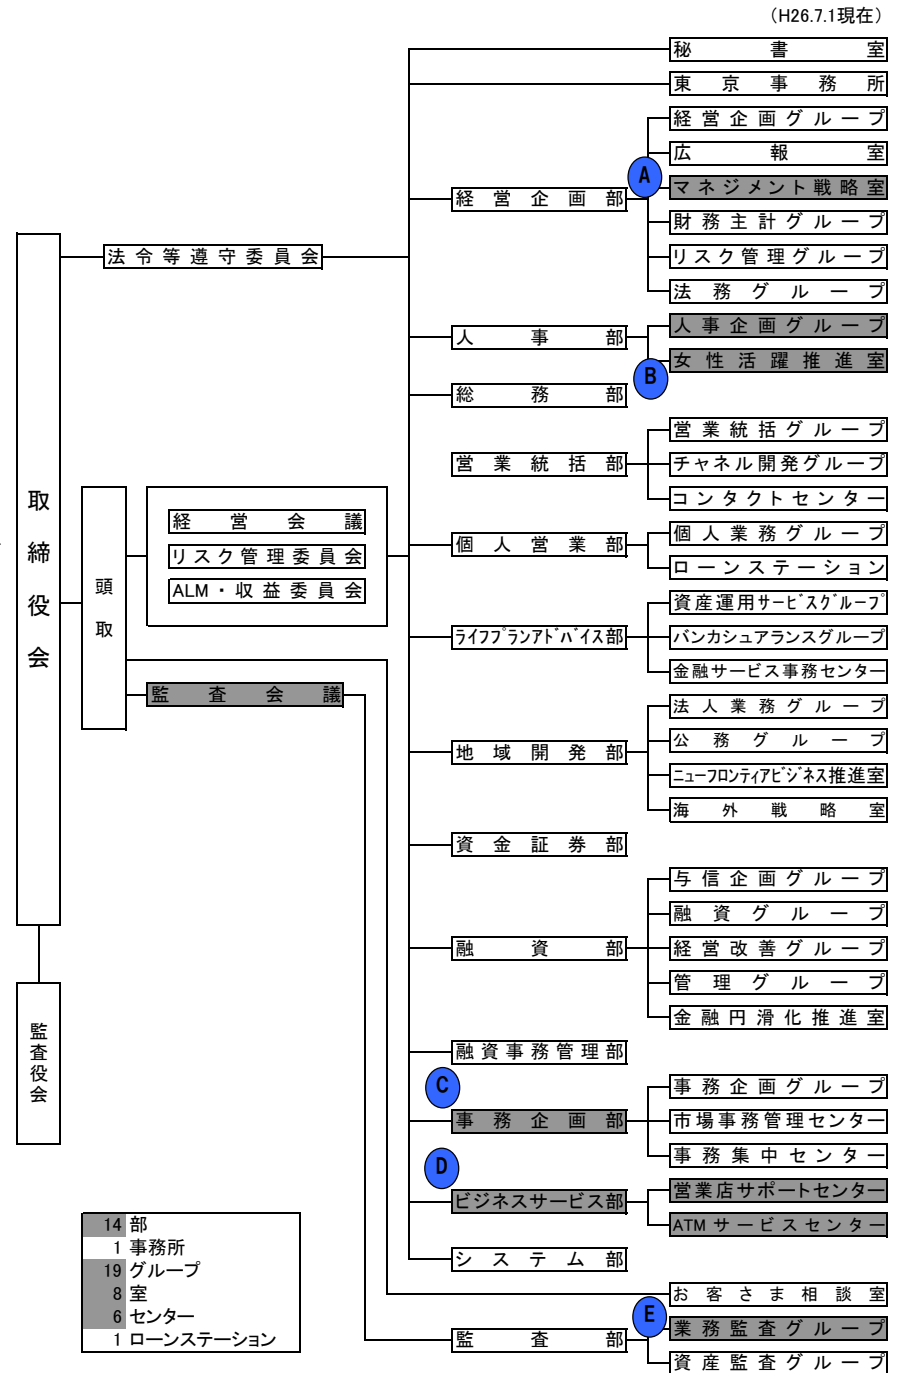 （H26.7.1現在）
秘書室
東京事務所
経営企画グループ
広報室
A
マネジメント戦略室
経営企画部
財務主計グループ
法令等遵守委員会
リスク管理グループ
法務グループ
人事企画グループ
人事部
女性活躍推進室
B
総務部
営業統括グループ
営業統括部
チャネル開発グループ
コンタクトセンター
取締役会
頭取
経営会議
リスク管理委員会
ALM・収益委員会
個人業務グループ
個人営業部
ローンステーション
資産運用サービスグループ
ライフプランアドバイス部
バンカシュアランスグループ
金融サービス事務センター
監査会議
法人業務グループ
公務グループ
地域開発部
ニューフロンティアビジネス推進室
海外戦略室
資金証券部
与信企画グループ
融資グループ
融資部
経営改善グループ
管理グループ
金融円滑化推進室
監査役会
融資事務管理部
C
事務企画グループ
事務企画部
市場事務管理センター
事務集中センター
D
営業店サポートセンター
ビジネスサービス部
ATMサービスセンター
システム部
14 部
1 事務所
19 グループ
8 室
6 センター
1 ローンステーション
お客さま相談室
E
業務監査グループ
監査部
資産監査グループ